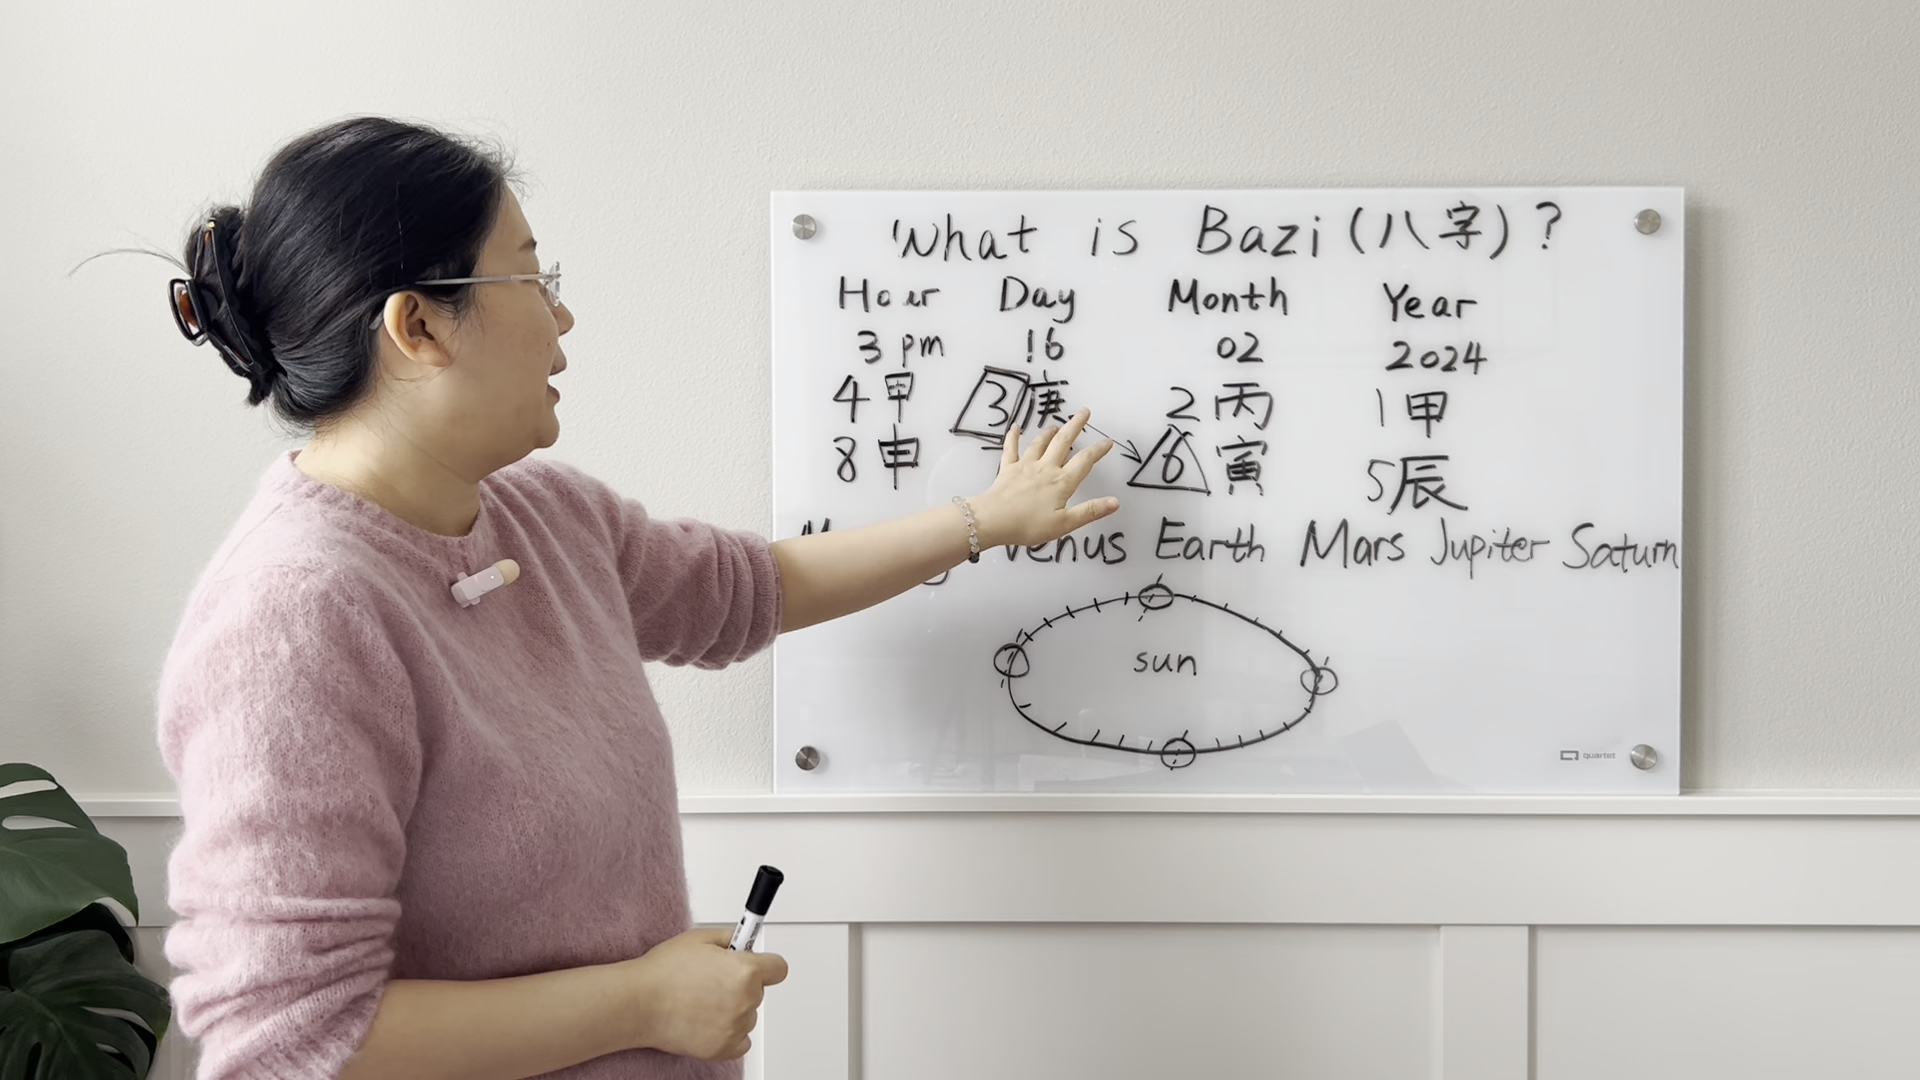 What is Bazi (八字)?
Hour Day Month Year
3 pm 16 02 2024
4 甲 3 庚 2 丙 1 甲
8 申 6 寅 5 辰
Venus Earth Mars Jupiter Saturn
sun
quartet